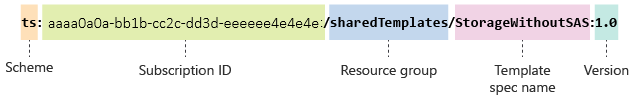 ts: aaaa0a0a-bb1b-cc2c-dd3d-eeeeee4e4e4e:/sharedTemplates/StorageWithoutSAS:1.0
Scheme Subscription ID Resource group Template Version
spec name